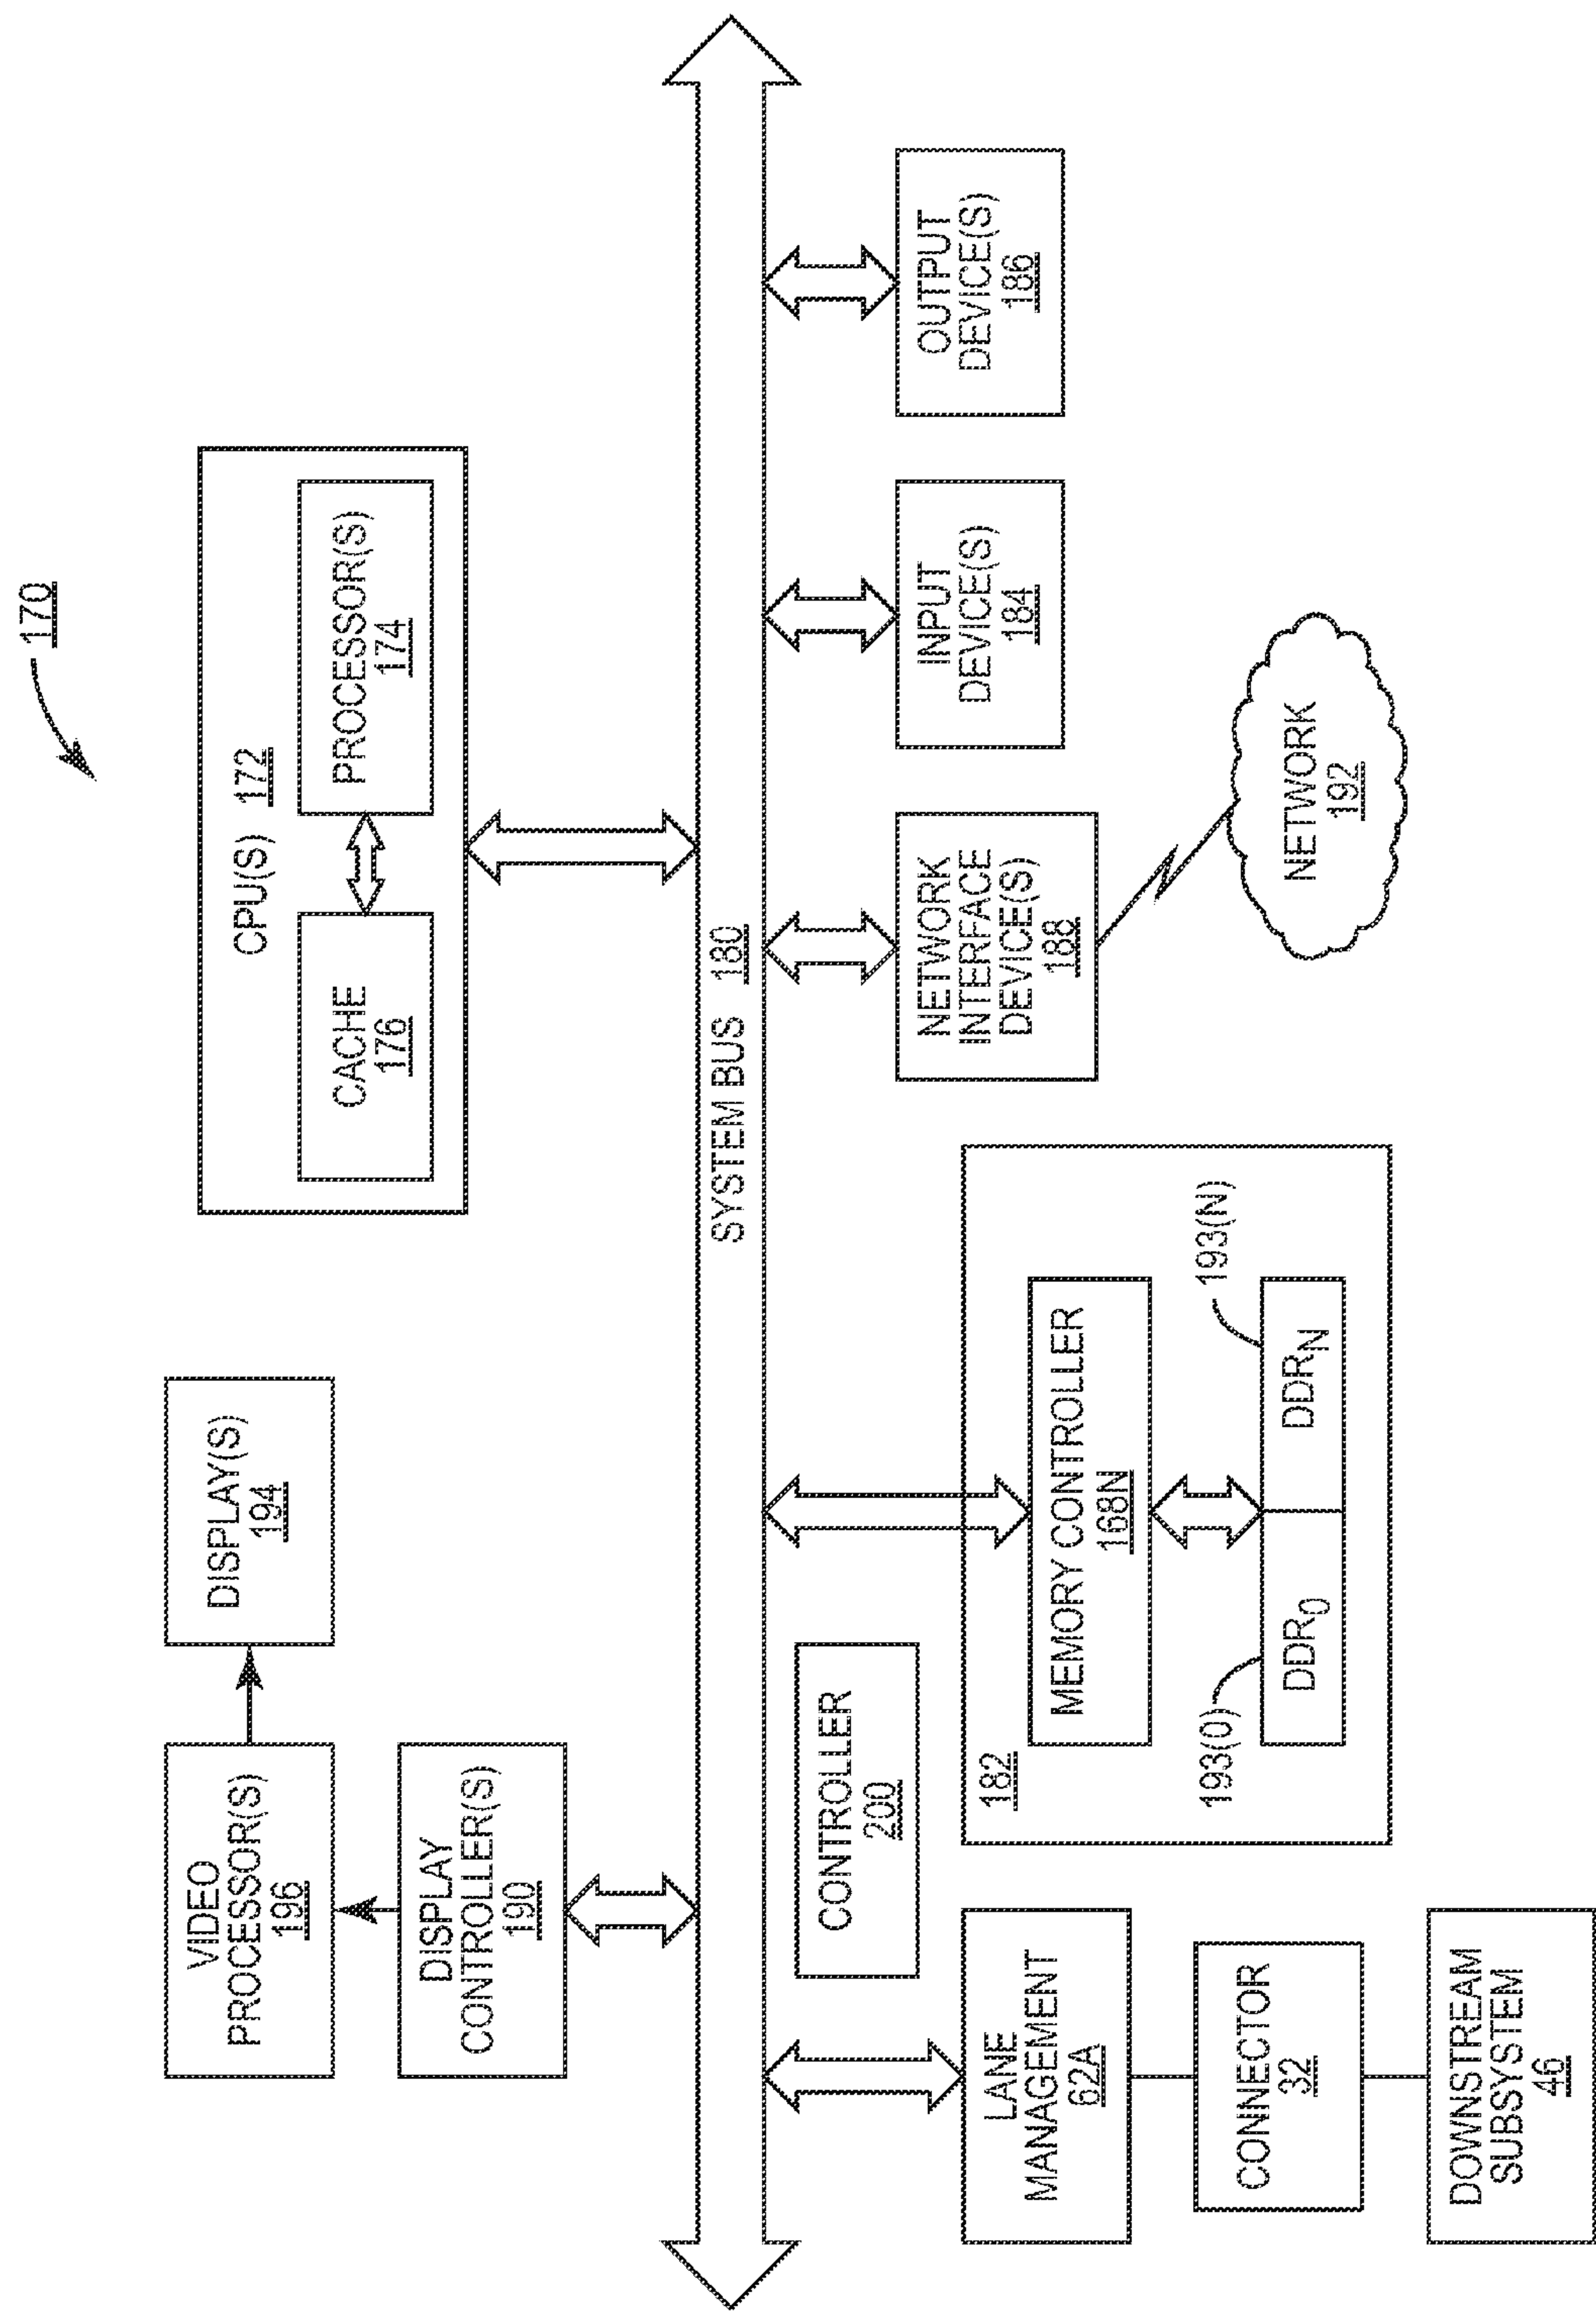 170
CPU(S) 172
CACHE
176
PROCESSOR(S)
174
VIDEO
PROCESSOR(S)
196
DISPLAY(S)
194
DISPLAY
CONTROLLER(S)
190
SYSTEM BUS 180
CONTROLLER
200
LANE
MANAGEMENT
62A
CONNECTOR
32
DOWNSTREAM
SUBSYSTEM
46
182
MEMORY CONTROLLER
168N
193(0)
193(N)
DDR0
DDRN
NETWORK
INTERFACE
DEVICE(S)
188
INPUT
DEVICE(S)
184
OUTPUT
DEVICE(S)
186
NETWORK
192